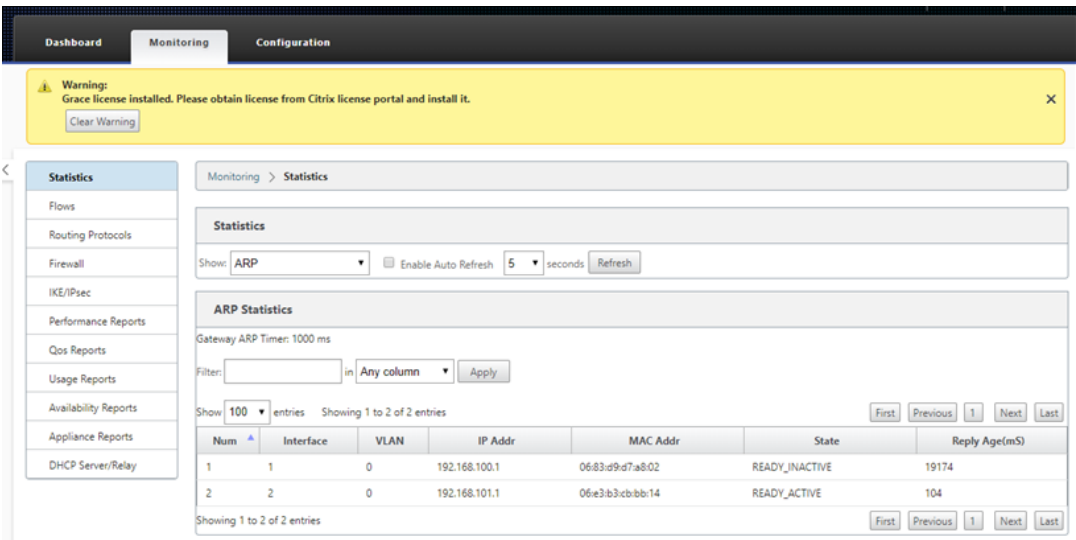 Dashboard Monitoring Configuration
Warning:
Grace license installed. Please obtain license from Citrix license portal and install it.
Clear Warning
Statistics
Flows
Routing Protocols
Firewall
IKE/IPsec
Performance Reports
Qos Reports
Usage Reports
Availability Reports
Appliance Reports
DHCP Server/Relay
Monitoring > Statistics
Statistics
Show: ARP Enable Auto Refresh 5 seconds Refresh
ARP Statistics
Gateway ARP Timer: 1000 ms
Filter: in Any column Apply
Show 100 entries Showing 1 to 2 of 2 entries First Previous 1 Next Last
Num Interface VLAN IP Addr MAC Addr State Reply Age(mS)
1 1 0 192.168.100.1 06:83:d9:d7:a8:02 READY_INACTIVE 19174
2 2 0 192.168.101.1 06:e3:b3:cb:bb:14 READY_ACTIVE 104
Showing 1 to 2 of 2 entries First Previous 1 Next Last